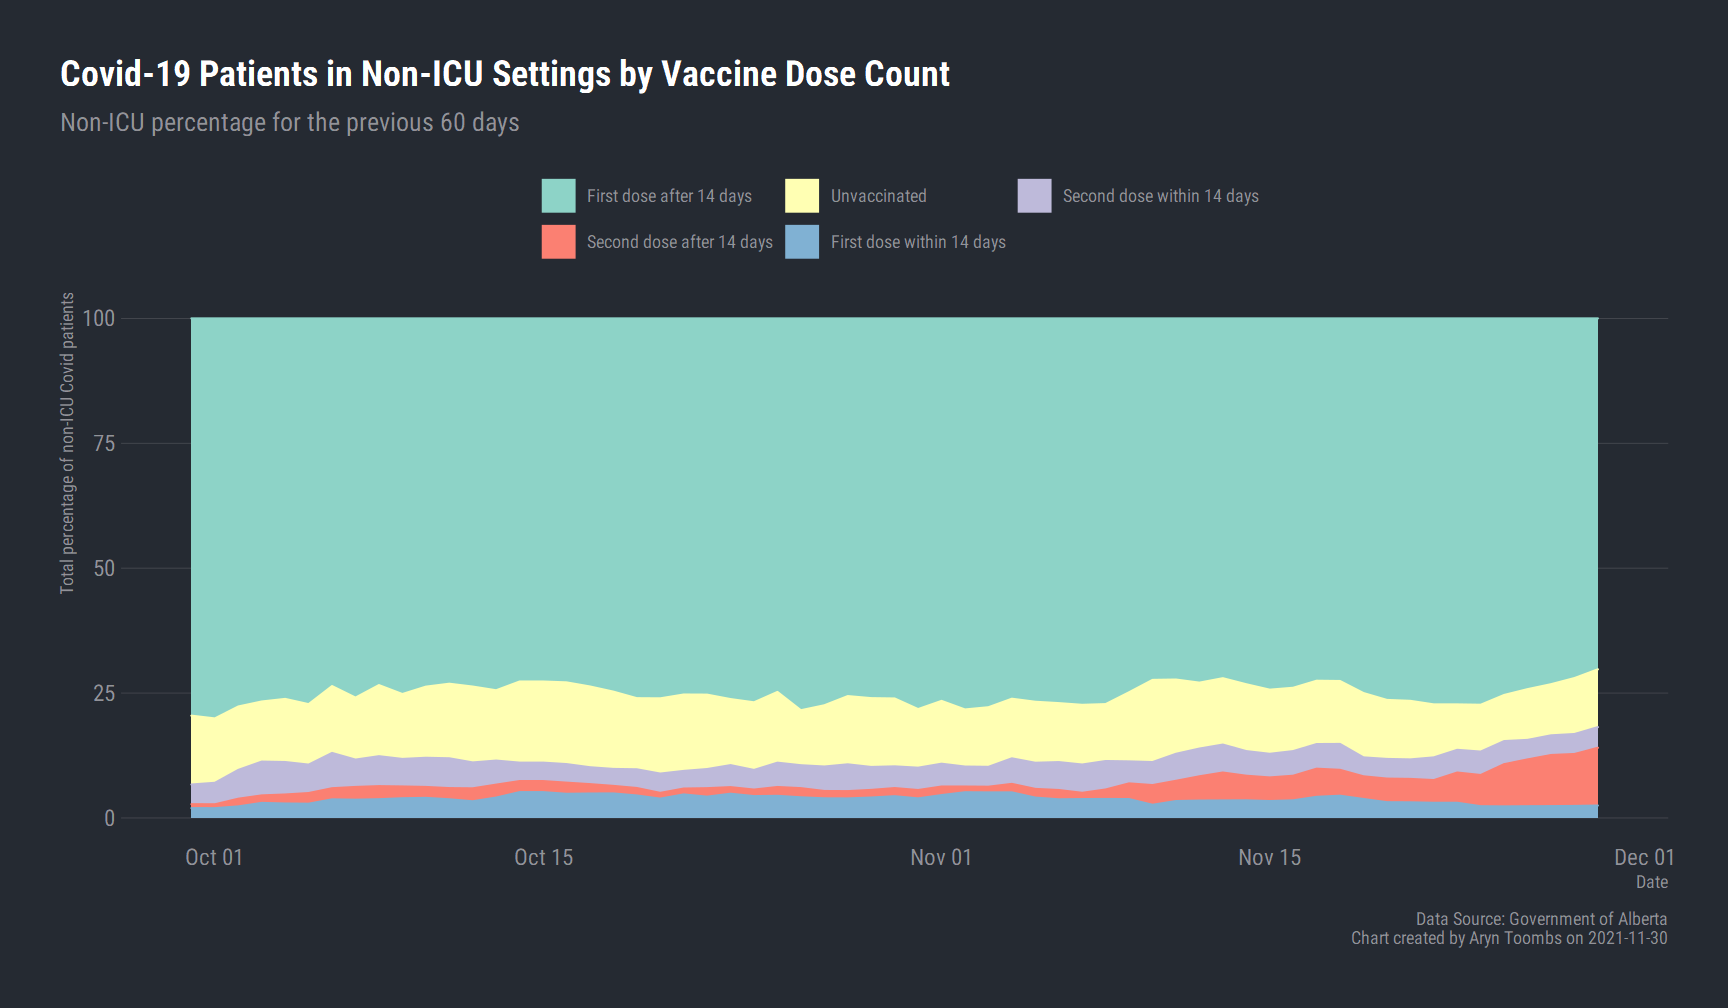 Covid-19 Patients in Non-ICU Settings by Vaccine Dose Count
Non-ICU percentage for the previous 60 days
First dose after 14 days
Unvaccinated
Second dose within 14 days
Second dose after 14 days
First dose within 14 days
Total percentage of non-ICU Covid patients
100
75
50
25
0
Oct 01
Oct 15
Nov 01
Nov 15
Dec 01
Date
Data Source: Government of Alberta
Chart created by Aryn Toombs on 2021-11-30